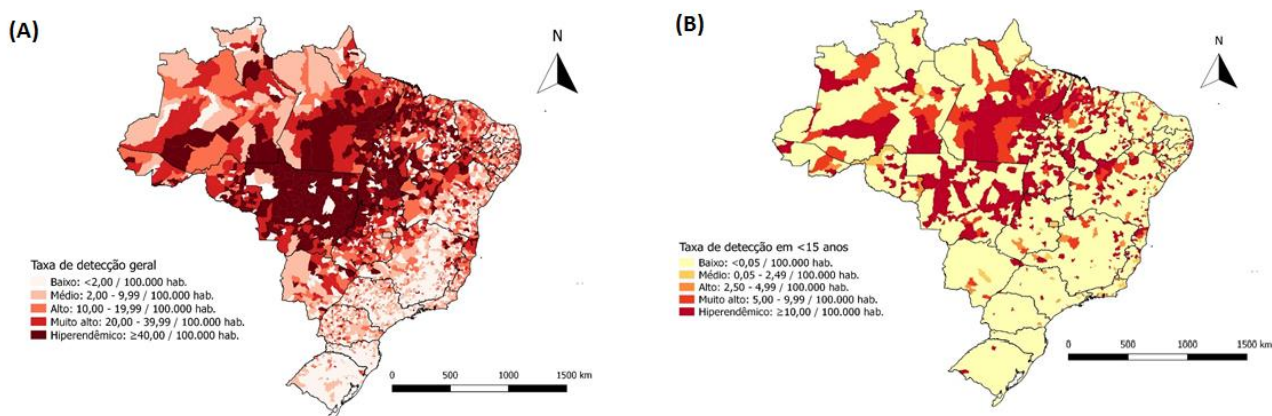 (A)
N
Taxa de detecção geral
Baixo: <2,00 / 100.000 hab.
Médio: 2,00 - 9,99 / 100.000 hab.
Alto: 10,00 - 19,99 / 100.000 hab.
Muito alto: 20,00 - 39,99 / 100.000 hab.
Hiperendêmico: ≥40,00 / 100.000 hab.
0 500 1000 1500 km
(B)
N
Taxa de detecção em <15 anos
Baixo: <0,05 / 100.000 hab.
Médio: 0,05 - 2,49 / 100.000 hab.
Alto: 2,50 - 4,99 / 100.000 hab.
Muito alto: 5,00 - 9,99 / 100.000 hab.
Hiperendêmico: ≥10,00 / 100.000 hab.
0 500 1000 1500 km